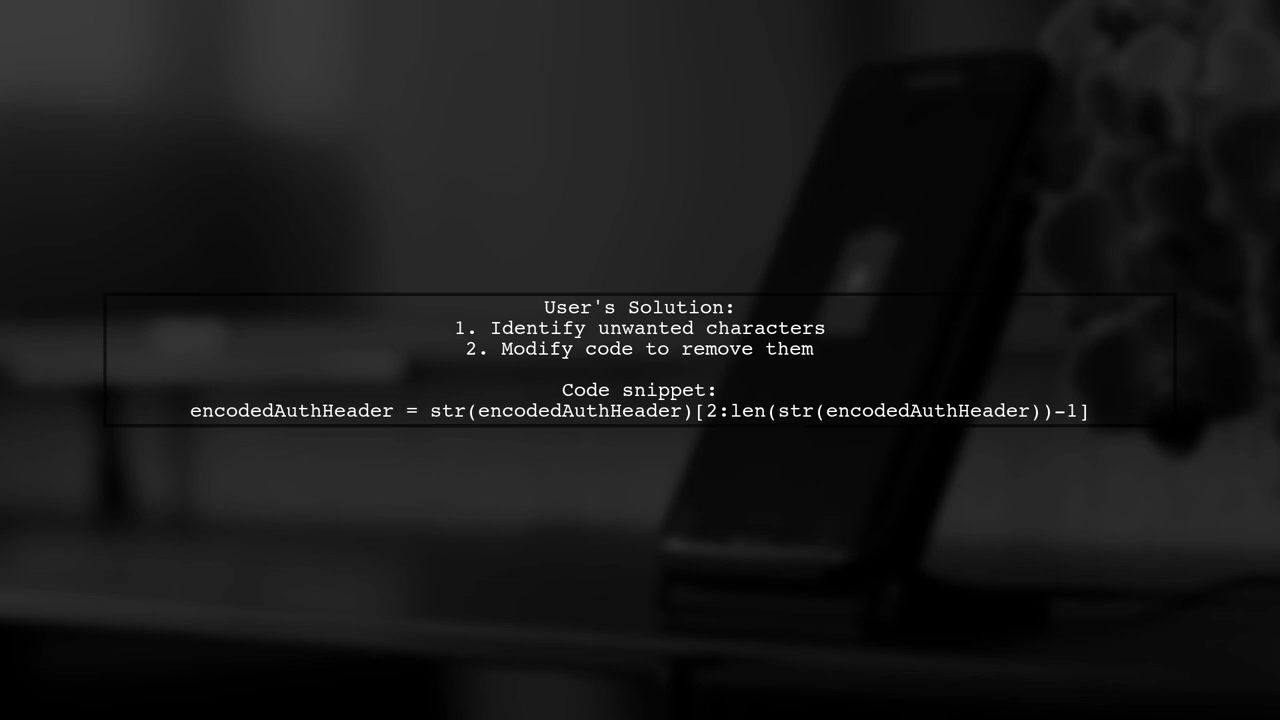 User's Solution:
1. Identify unwanted characters
2. Modify code to remove them
Code snippet:
encodedAuthHeader = str(encodedAuthHeader)[2:len(str(encodedAuthHeader))-1]